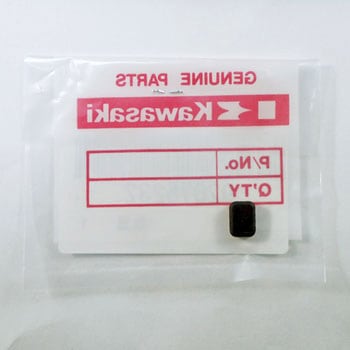 GENUINE PARTS
Kawasaki
P/No.
Q'TY